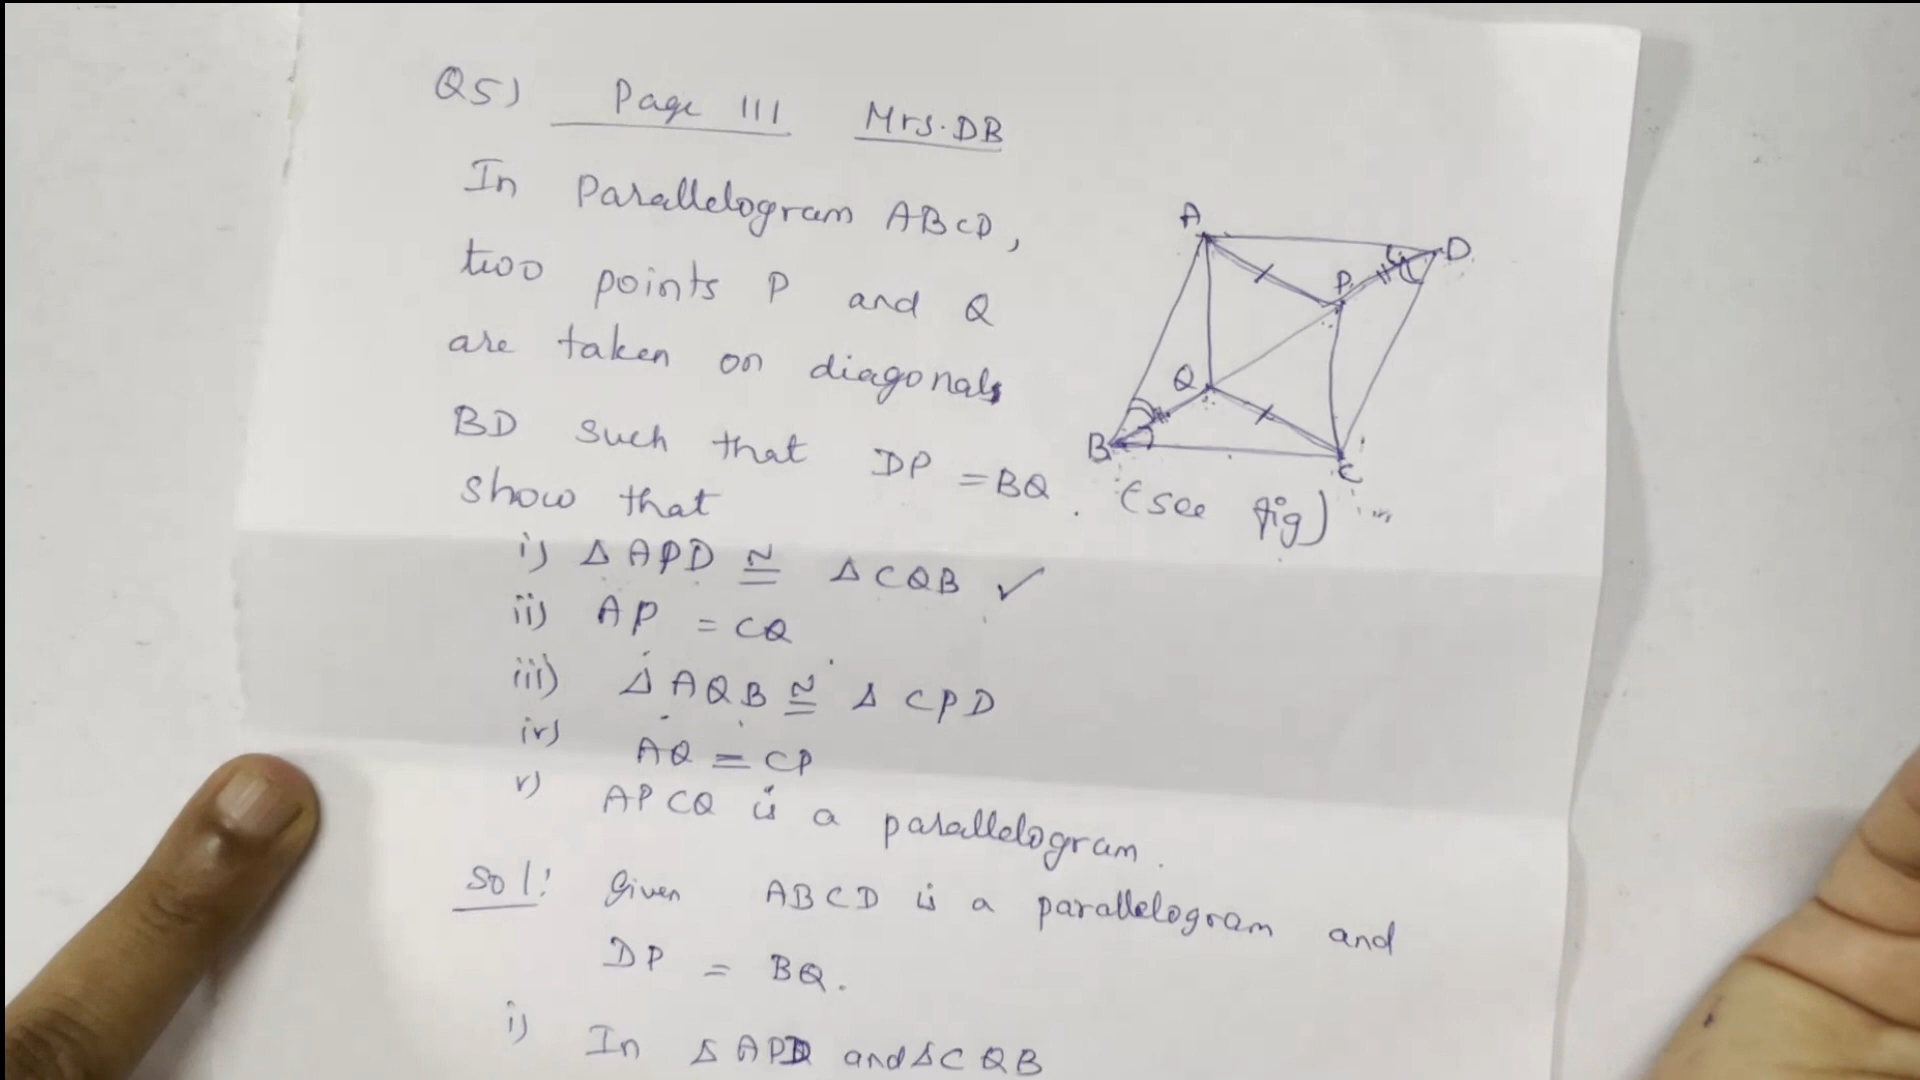 Q5) Page 111 Mrs.DB
In Parallelogram ABCD,
two points P and Q
are taken on diagonals
BD such that DP = BQ. (see fig)
show that
i) Δ APD ≅ Δ CQB ✓
ii) AP = CQ
iii) Δ AQB ≅ Δ CPD
iv) AQ = CP
v) APCQ is a parallelogram.
Sol: Given ABCD is a parallelogram and
DP = BQ.
i) In Δ APD and Δ CQB
A
D
P
Q
B
C